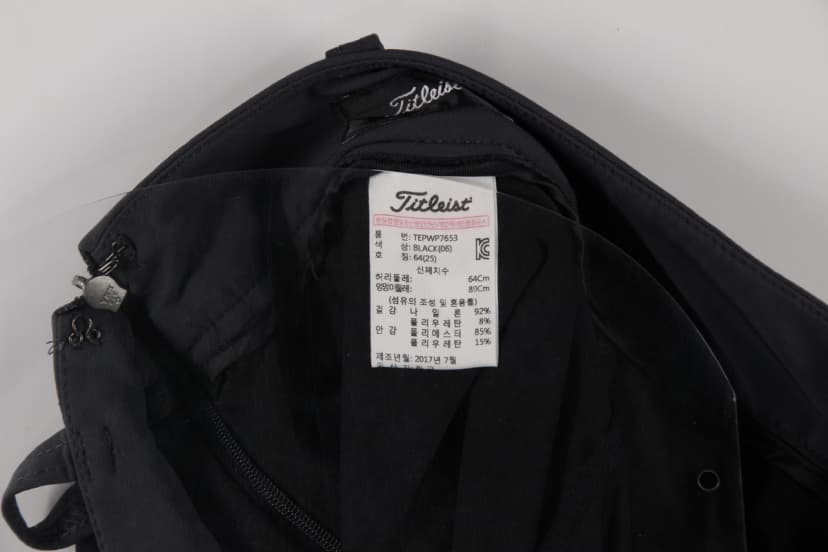 Titleist
Titleist
품 번: TEPWP7653
색 상: BLACK(06)
호 칭: 64(25)
신체치수
허리둘레: 64Cm
엉덩이둘레: 89Cm
(섬유의 조성 및 혼용률)
겉감 나일론 92%
폴리우레탄 8%
안감 폴리에스터 85%
폴리우레탄 15%
제조년월: 2017년 7월